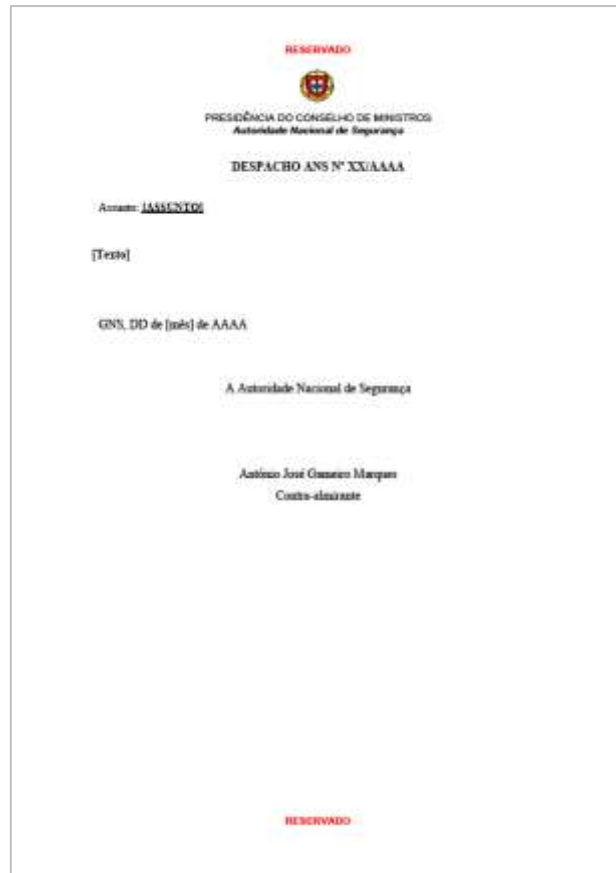 RESERVADO
PRESIDÊNCIA DO CONSELHO DE MINISTROS
Autoridade Nacional de Segurança
DESPACHO ANS Nº XX/AAAA
Assunto: [ASSUNTO]
[Texto]
GNS, DD de [mês] de AAAA
A Autoridade Nacional de Segurança
António José Gameiro Marques
Contra-almirante
RESERVADO